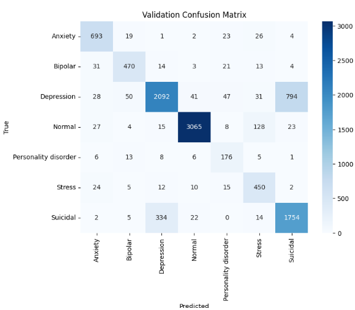 Validation Confusion Matrix
True
Anxiety 693 19 1 2 23 26 4
Bipolar 31 470 14 3 21 13 4
Depression 28 50 2092 41 47 31 794
Normal 27 4 15 3065 8 128 23
Personality disorder 6 13 8 6 176 5 1
Stress 24 5 12 10 15 450 2
Suicidal 2 5 334 22 0 14 1754
Anxiety Bipolar Depression Normal Personality disorder Stress Suicidal
Predicted
3000
2500
2000
1500
1000
500
0